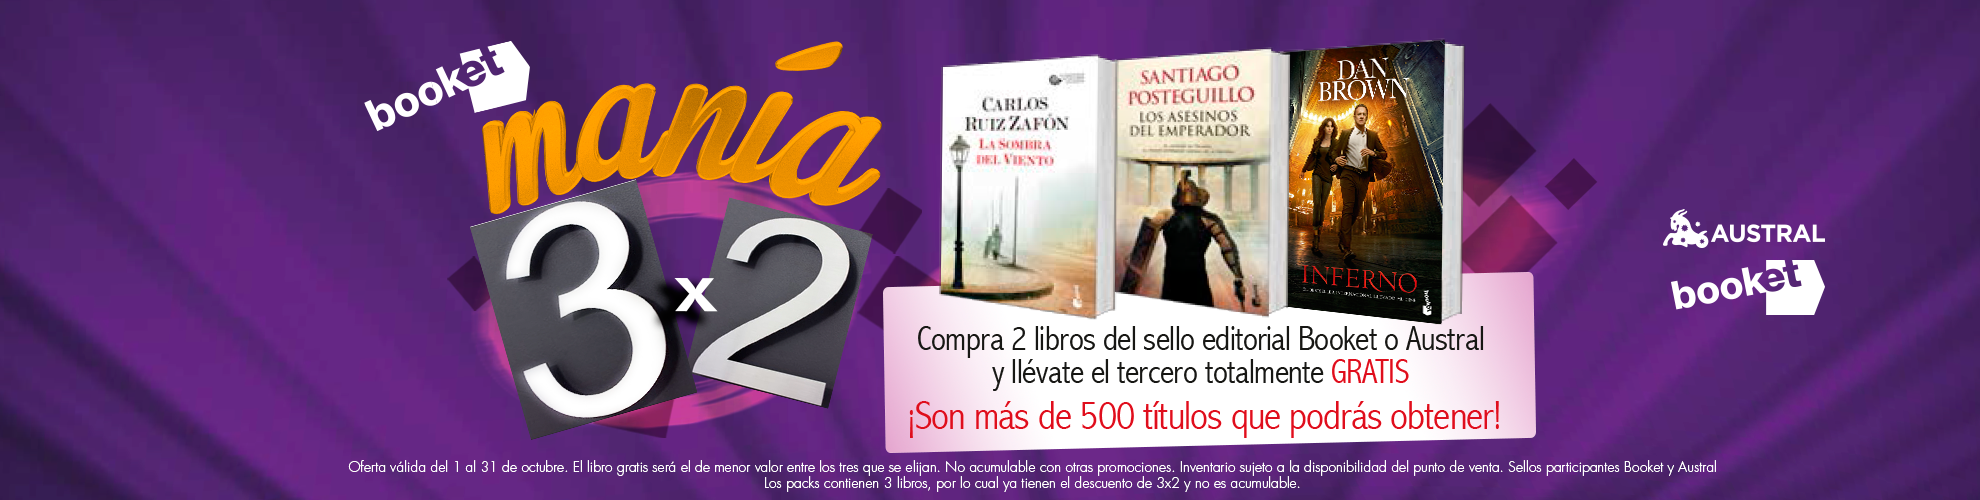 booket
manía
3x2
CARLOS
RUIZ ZAFÓN
LA SOMBRA
DEL VIENTO
SANTIAGO
POSTEGUILLO
LOS ASESINOS
DEL EMPERADOR
DAN
BROWN
INFERNO
booket
Compra 2 libros del sello editorial Booket o Austral
y llévate el tercero totalmente GRATIS
¡Son más de 500 títulos que podrás obtener!
AUSTRAL
booket
Oferta válida del 1 al 31 de octubre. El libro gratis será el de menor valor entre los tres que se elijan. No acumulable con otras promociones. Inventario sujeto a la disponibilidad del punto de venta. Sellos participantes Booket y Austral
Los packs contienen 3 libros, por lo cual ya tienen el descuento de 3x2 y no es acumulable.